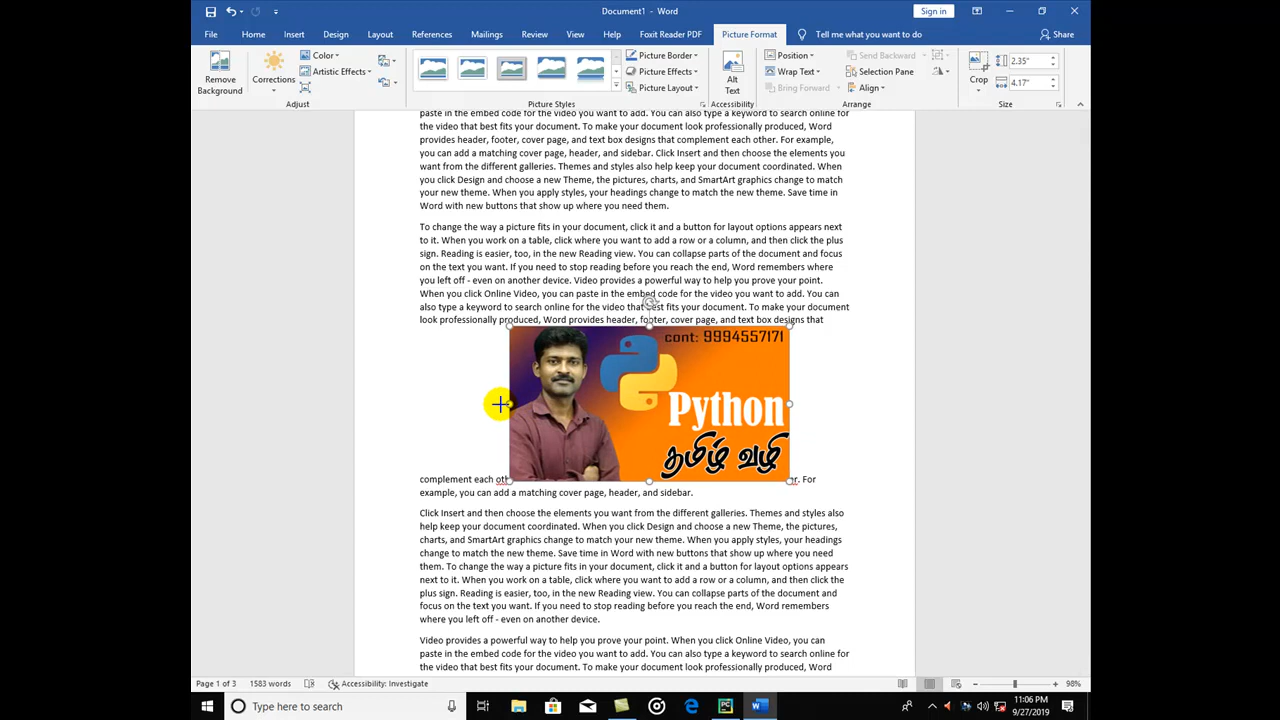 Document1 - Word
Sign in
File Home Insert Design Layout References Mailings Review View Help Foxit Reader PDF Picture Format Tell me what you want to do Share
Remove Background
Corrections
Color
Artistic Effects
Adjust
Picture Styles
Picture Border
Picture Effects
Picture Layout
Alt Text
Accessibility
Position
Wrap Text
Bring Forward
Send Backward
Selection Pane
Align
Arrange
Crop
2.35"
4.17"
Size
paste in the embed code for the video you want to add. You can also type a keyword to search online for
the video that best fits your document. To make your document look professionally produced, Word
provides header, footer, cover page, and text box designs that complement each other. For example,
you can add a matching cover page, header, and sidebar. Click Insert and then choose the elements you
want from the different galleries. Themes and styles also help keep your document coordinated. When
you click Design and choose a new Theme, the pictures, charts, and SmartArt graphics change to match
your new theme. When you apply styles, your headings change to match the new theme. Save time in
Word with new buttons that show up where you need them.
To change the way a picture fits in your document, click it and a button for layout options appears next
to it. When you work on a table, click where you want to add a row or a column, and then click the plus
sign. Reading is easier, too, in the new Reading view. You can collapse parts of the document and focus
on the text you want. If you need to stop reading before you reach the end, Word remembers where
you left off - even on another device. Video provides a powerful way to help you prove your point.
When you click Online Video, you can paste in the embed code for the video you want to add. You can
also type a keyword to search online for the video that best fits your document. To make your document
look professionally produced, Word provides header, footer, cover page, and text box designs that
cont: 9994557171
Python
தமிழ் வழி
complement each For
example, you can add a matching cover page, header, and sidebar.
Click Insert and then choose the elements you want from the different galleries. Themes and styles also
help keep your document coordinated. When you click Design and choose a new Theme, the pictures,
charts, and SmartArt graphics change to match your new theme. When you apply styles, your headings
change to match the new theme. Save time in Word with new buttons that show up where you need
them. To change the way a picture fits in your document, click it and a button for layout options appears
next to it. When you work on a table, click where you want to add a row or a column, and then click the
plus sign. Reading is easier, too, in the new Reading view. You can collapse parts of the document and
focus on the text you want. If you need to stop reading before you reach the end, Word remembers
where you left off - even on another device.
Video provides a powerful way to help you prove your point. When you click Online Video, you can
paste in the embed code for the video you want to add. You can also type a keyword to search online for
the video that best fits your document. To make your document look professionally produced, Word
Page 1 of 3 1583 words Accessibility: Investigate 98%
Type here to search
11:06 PM
9/27/2019